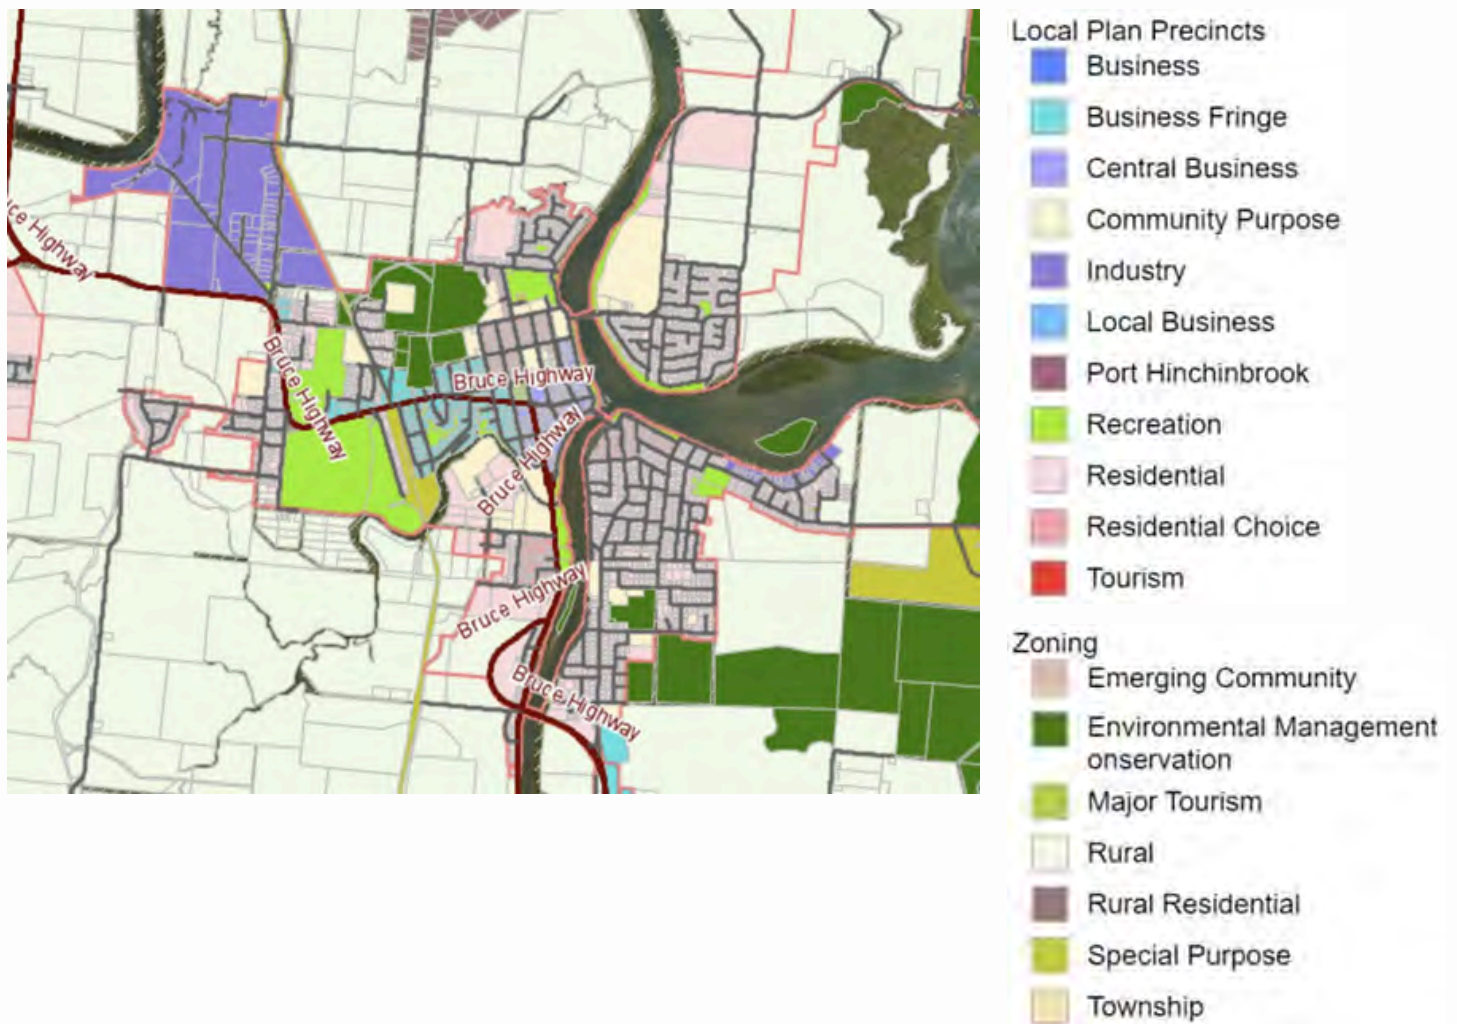 Local Plan Precincts
Business
Business Fringe
Central Business
Community Purpose
Industry
Local Business
Port Hinchinbrook
Recreation
Residential
Residential Choice
Tourism
Zoning
Emerging Community
Environmental Management
onservation
Major Tourism
Rural
Rural Residential
Special Purpose
Township
ce Highway
Bruce Highway
Bruce Highway
Bruce Highway
Bruce Highway
Bruce Highway